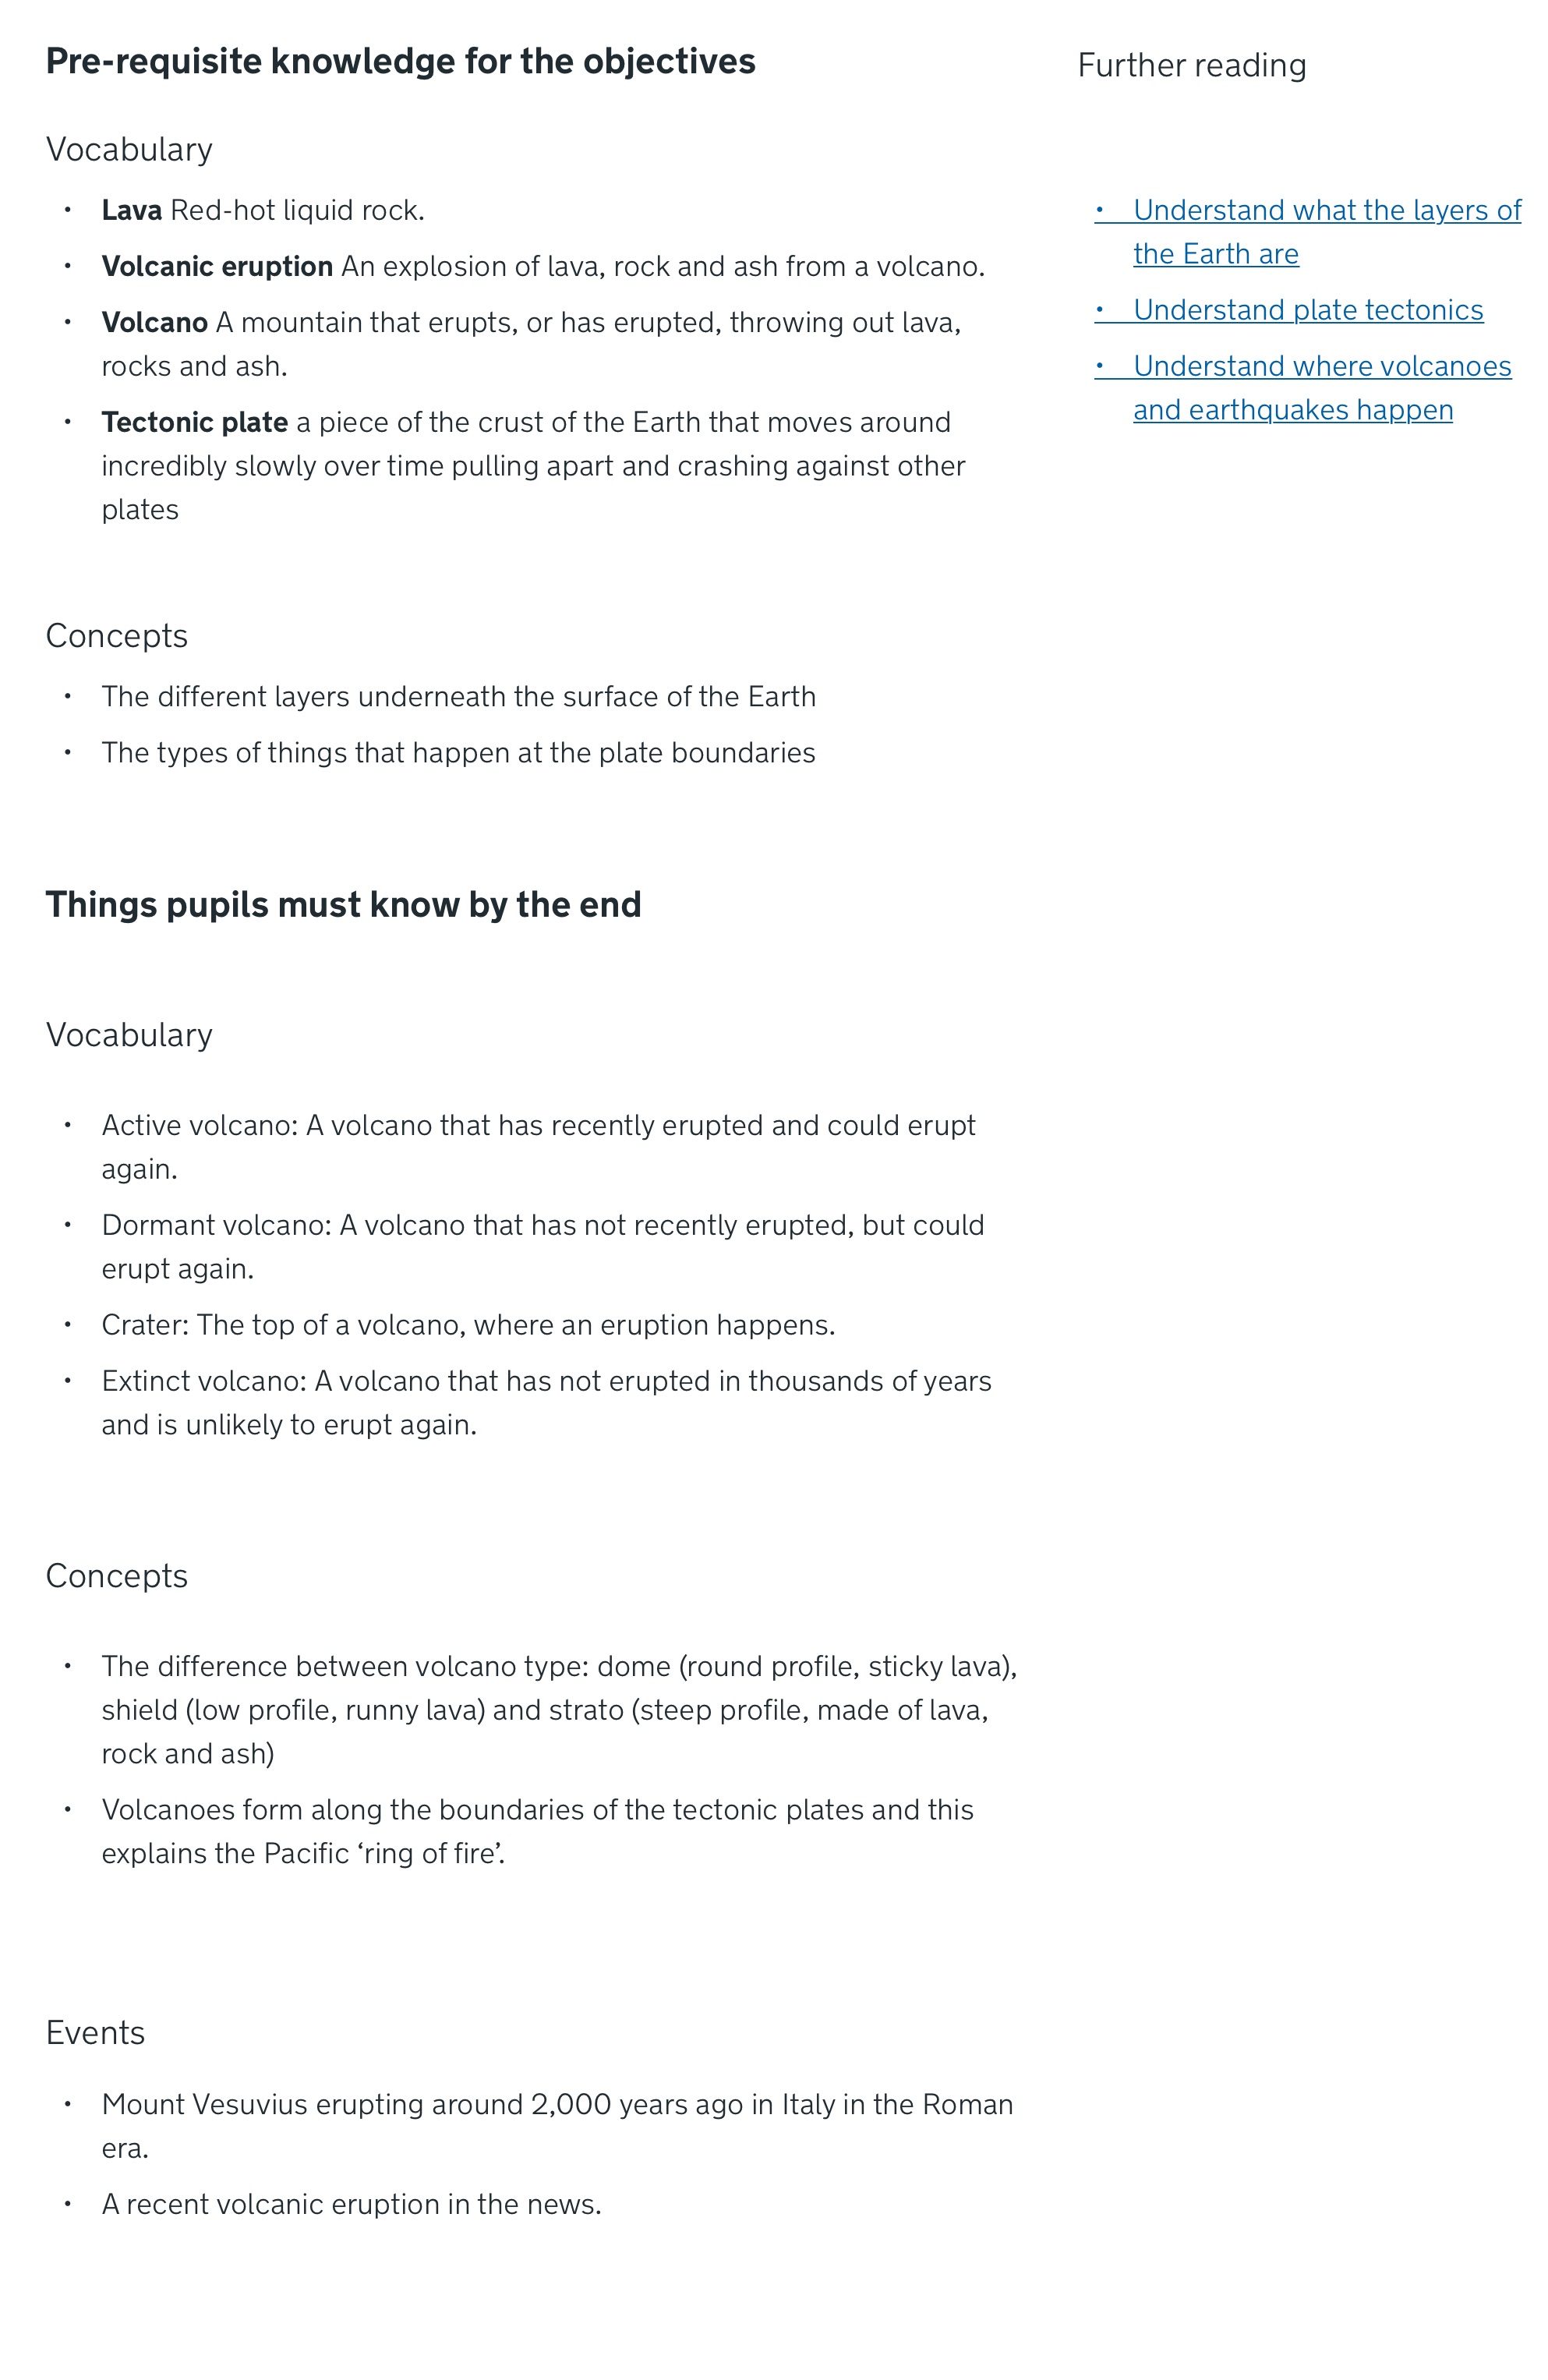 Pre-requisite knowledge for the objectives
Vocabulary
• Lava Red-hot liquid rock.
• Volcanic eruption An explosion of lava, rock and ash from a volcano.
• Volcano A mountain that erupts, or has erupted, throwing out lava,
rocks and ash.
• Tectonic plate a piece of the crust of the Earth that moves around
incredibly slowly over time pulling apart and crashing against other
plates
Concepts
• The different layers underneath the surface of the Earth
• The types of things that happen at the plate boundaries
Things pupils must know by the end
Vocabulary
• Active volcano: A volcano that has recently erupted and could erupt
again.
• Dormant volcano: A volcano that has not recently erupted, but could
erupt again.
• Crater: The top of a volcano, where an eruption happens.
• Extinct volcano: A volcano that has not erupted in thousands of years
and is unlikely to erupt again.
Concepts
• The difference between volcano type: dome (round profile, sticky lava),
shield (low profile, runny lava) and strato (steep profile, made of lava,
rock and ash)
• Volcanoes form along the boundaries of the tectonic plates and this
explains the Pacific ‘ring of fire’.
Events
• Mount Vesuvius erupting around 2,000 years ago in Italy in the Roman
era.
• A recent volcanic eruption in the news.
Further reading
• Understand what the layers of
the Earth are
• Understand plate tectonics
• Understand where volcanoes
and earthquakes happen